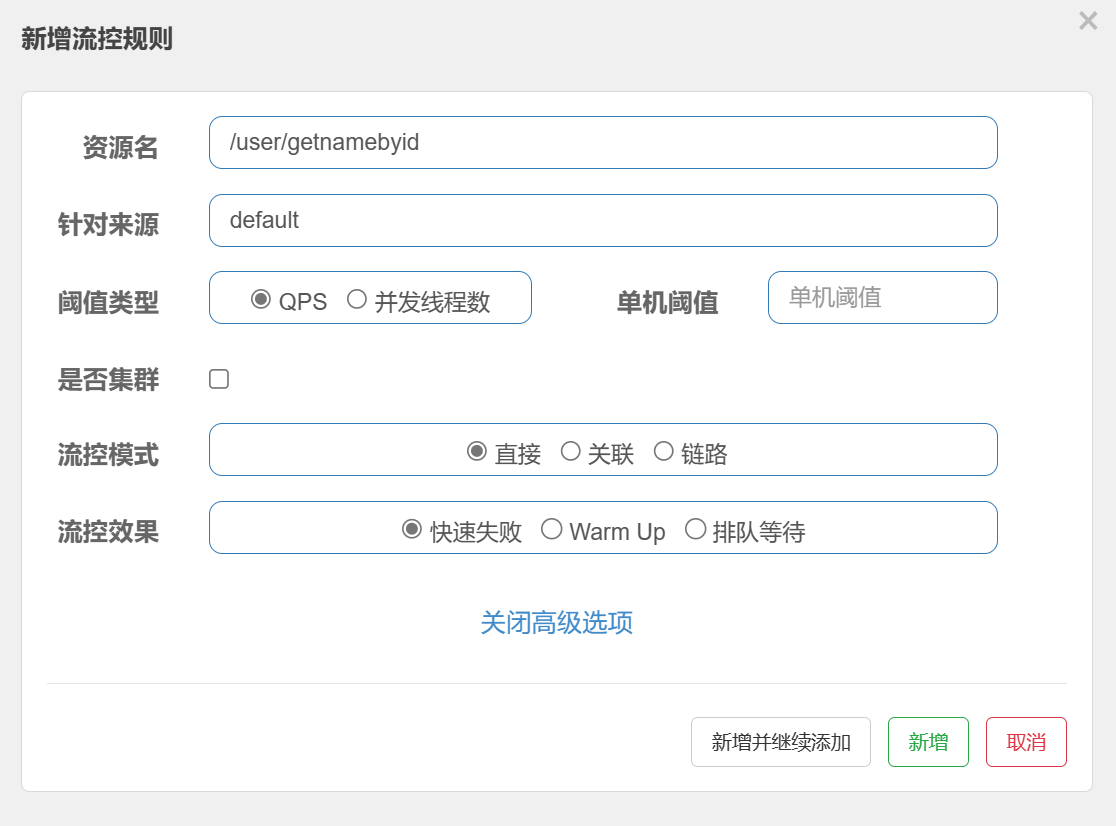 新增流控规则
资源名 /user/getnamebyid
针对来源 default
阈值类型 QPS 并发线程数 单机阈值 单机阈值
是否集群
流控模式 直接 关联 链路
流控效果 快速失败 Warm Up 排队等待
关闭高级选项
新增并继续添加 新增 取消